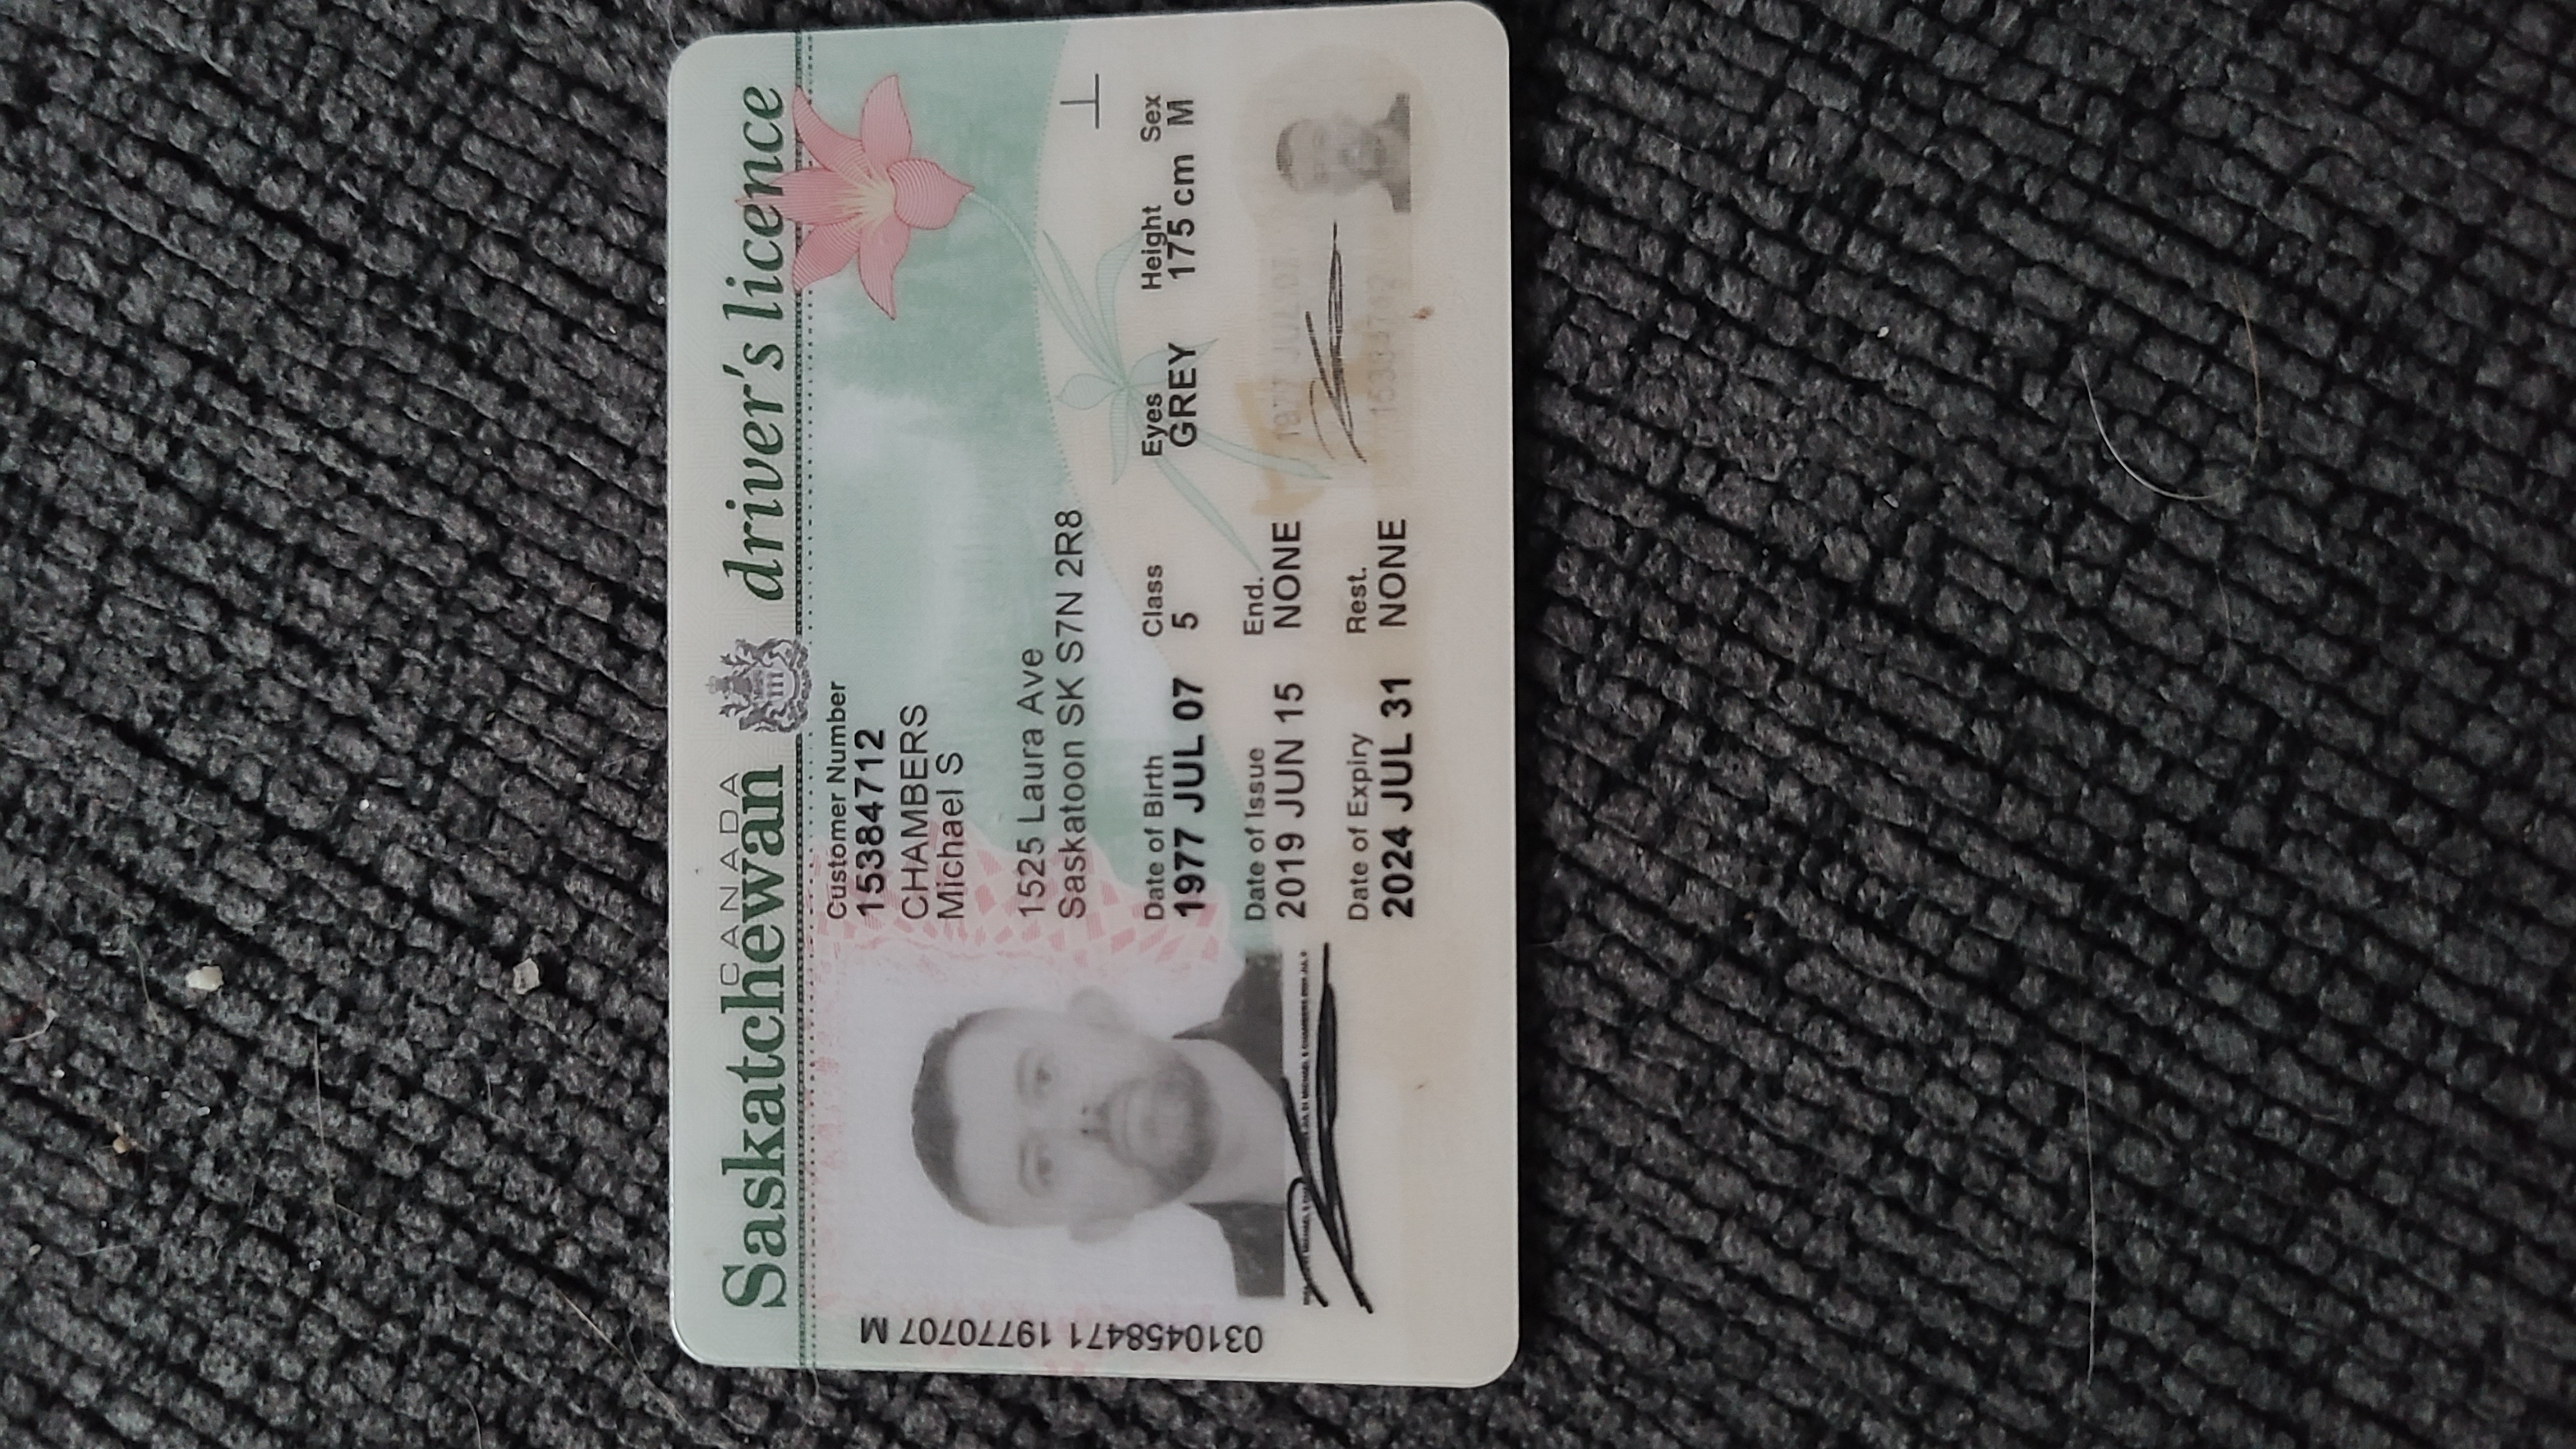 CANADA
Saskatchewan driver's licence
Customer Number
15384712
CHAMBERS
Michael S
1525 Laura Ave
Saskatoon SK S7N 2R8
Date of Birth Class Eyes Height Sex
1977 JUL 07 5 GREY 175 cm M
Date of Issue End.
2019 JUN 15 NONE
Date of Expiry Rest.
2024 JUL 31 NONE
0310458471 19770707 M
1977 JUL 07
15384712